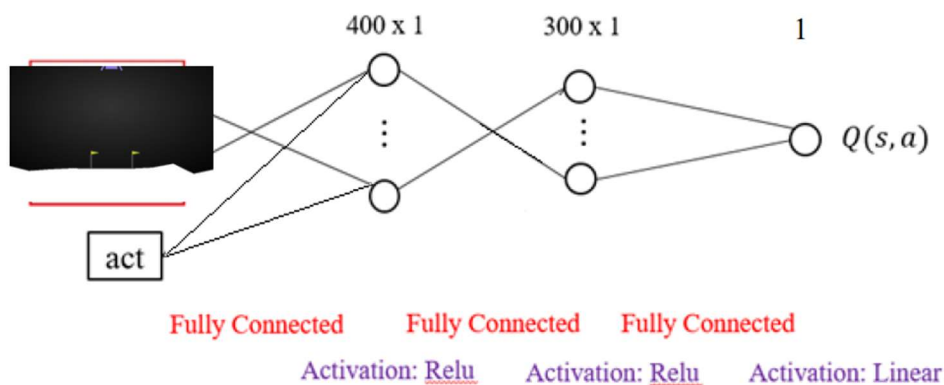 400 x 1 300 x 1 1
Q(s, a)
act
Fully Connected Fully Connected Fully Connected
Activation: Relu Activation: Relu Activation: Linear